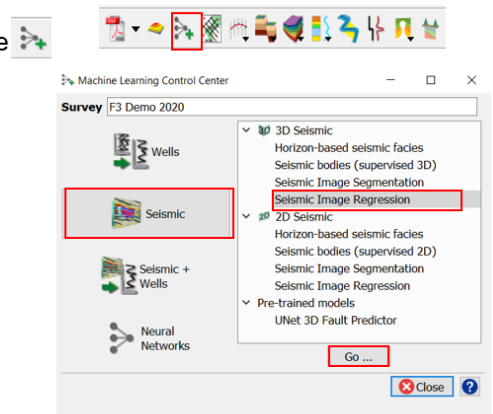 e
Machine Learning Control Center
Survey F3 Demo 2020
Wells
Seismic
Seismic +
Wells
Neural
Networks
3D 3D Seismic
Horizon-based seismic facies
Seismic bodies (supervised 3D)
Seismic Image Segmentation
Seismic Image Regression
2D 2D Seismic
Horizon-based seismic facies
Seismic bodies (supervised 2D)
Seismic Image Segmentation
Seismic Image Regression
Pre-trained models
UNet 3D Fault Predictor
Go ...
Close ?